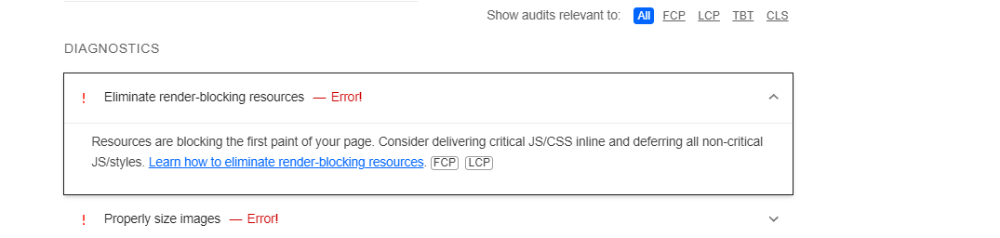 Show audits relevant to: All FCP LCP TBT CLS
DIAGNOSTICS
! Eliminate render-blocking resources — Error!
Resources are blocking the first paint of your page. Consider delivering critical JS/CSS inline and deferring all non-critical
JS/styles. Learn how to eliminate render-blocking resources. FCP LCP
! Properly size images — Error!